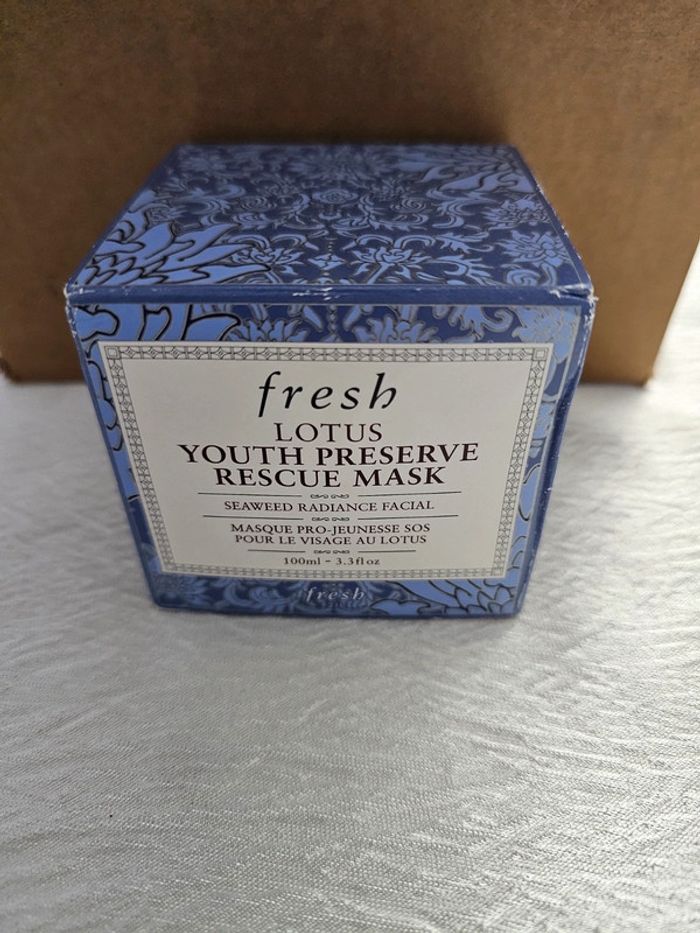 fresh
LOTUS
YOUTH PRESERVE
RESCUE MASK
SEAWEED RADIANCE FACIAL
MASQUE PRO-JEUNESSE SOS
POUR LE VISAGE AU LOTUS
100ml - 3.3fl oz
fresh